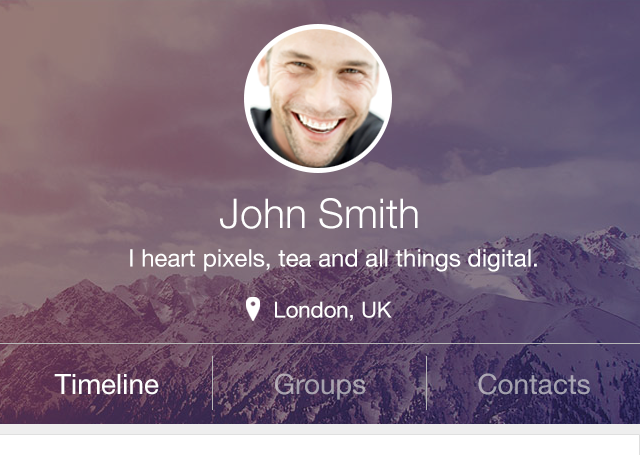 John Smith
I heart pixels, tea and all things digital.
London, UK
Timeline Groups Contacts